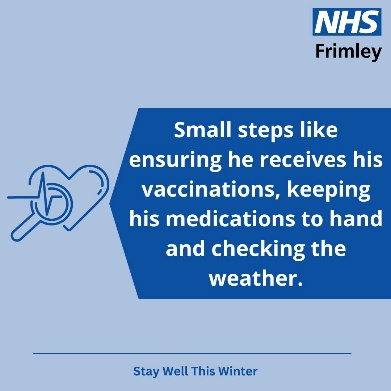 NHS
Frimley
Small steps like
ensuring he receives his
vaccinations, keeping
his medications to hand
and checking the
weather.
Stay Well This Winter